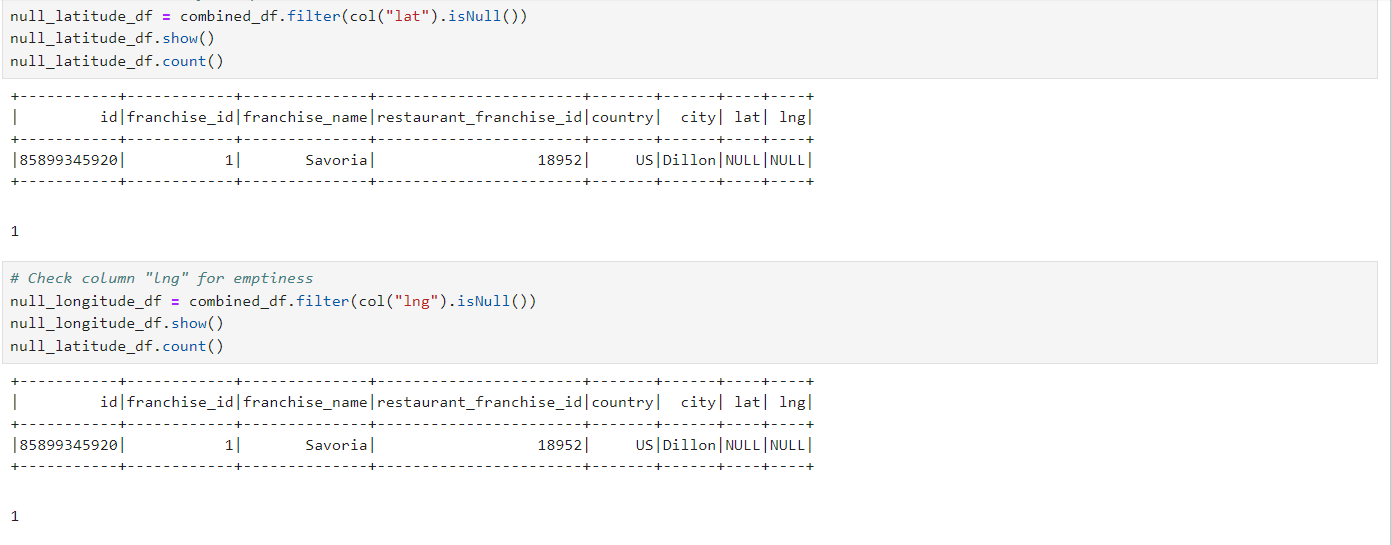 null_latitude_df = combined_df.filter(col("lat").isNull())
null_latitude_df.show()
null_latitude_df.count()
+-----------+------------+--------------+-----------------------+-------+------+----+----+
|         id|franchise_id|franchise_name|restaurant_franchise_id|country|  city| lat| lng|
+-----------+------------+--------------+-----------------------+-------+------+----+----+
|85899345920|           1|       Savoria|                  18952|     US|Dillon|NULL|NULL|
+-----------+------------+--------------+-----------------------+-------+------+----+----+
1
# Check column "lng" for emptiness
null_longitude_df = combined_df.filter(col("lng").isNull())
null_longitude_df.show()
null_latitude_df.count()
+-----------+------------+--------------+-----------------------+-------+------+----+----+
|         id|franchise_id|franchise_name|restaurant_franchise_id|country|  city| lat| lng|
+-----------+------------+--------------+-----------------------+-------+------+----+----+
|85899345920|           1|       Savoria|                  18952|     US|Dillon|NULL|NULL|
+-----------+------------+--------------+-----------------------+-------+------+----+----+
1